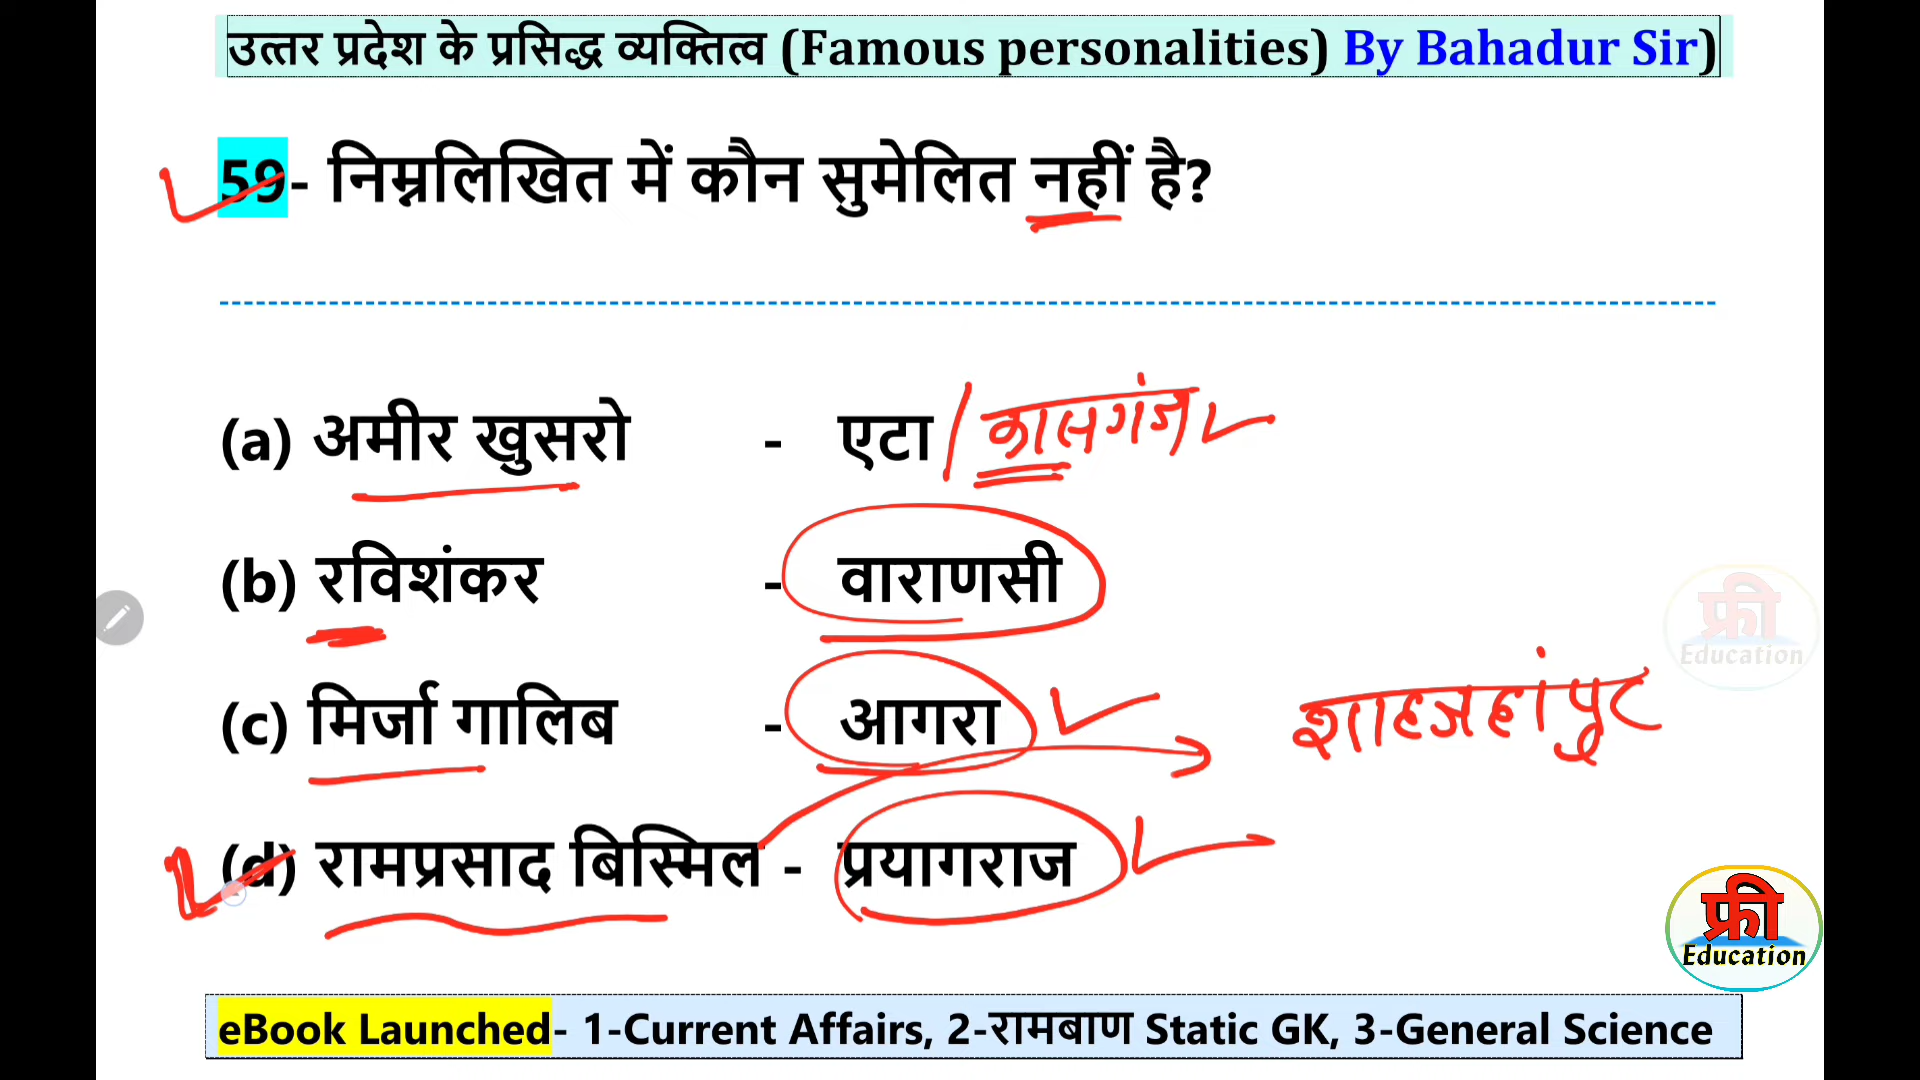 उत्तर प्रदेश के प्रसिद्ध व्यक्तित्व (Famous personalities) By Bahadur Sir)
59- निम्नलिखित में कौन सुमेलित नहीं है?
(a) अमीर खुसरो - एटा / कासगंज
(b) रविशंकर - वाराणसी
(c) मिर्जा गालिब - आगरा
शाहजहांपुर
(d) रामप्रसाद बिस्मिल - प्रयागराज
फ्री
Education
फ्री
Education
eBook Launched- 1-Current Affairs, 2-रामबाण Static GK, 3-General Science